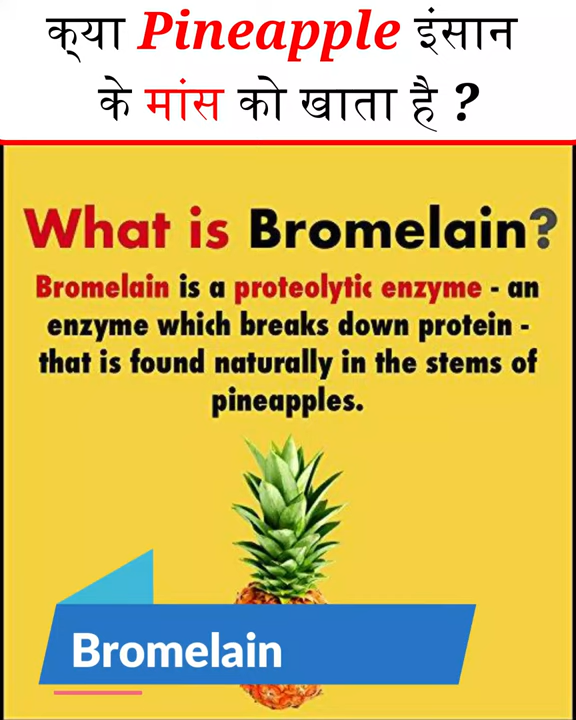 क्या Pineapple इंसान
के मांस को खाता है ?
What is Bromelain?
Bromelain is a proteolytic enzyme - an
enzyme which breaks down protein -
that is found naturally in the stems of
pineapples.
Bromelain